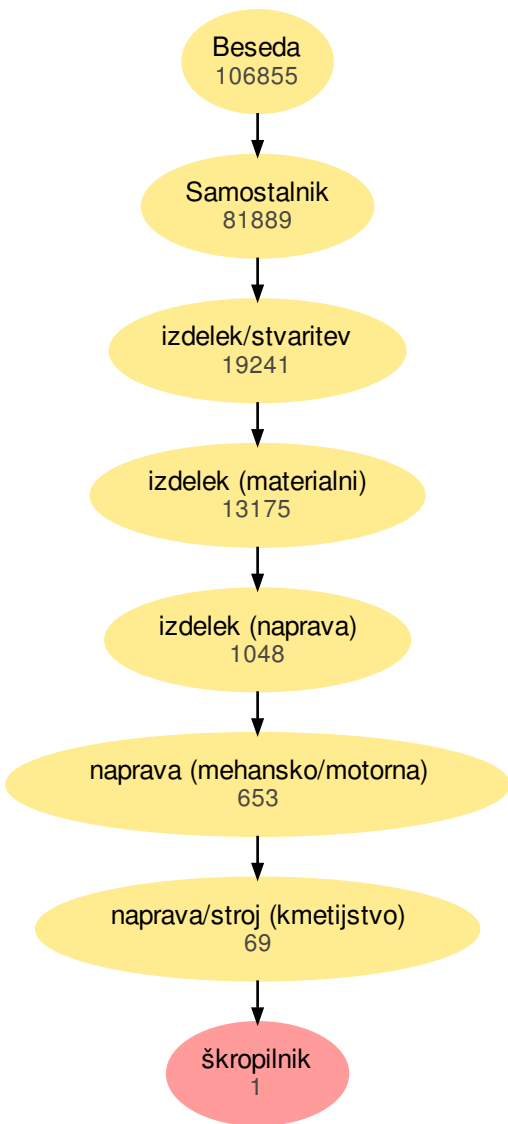 Beseda
106855
Samostalnik
81889
izdelek/stvaritev
19241
izdelek (materialni)
13175
izdelek (naprava)
1048
naprava (mehansko/motorna)
653
naprava/stroj (kmetijstvo)
69
škropilnik
1